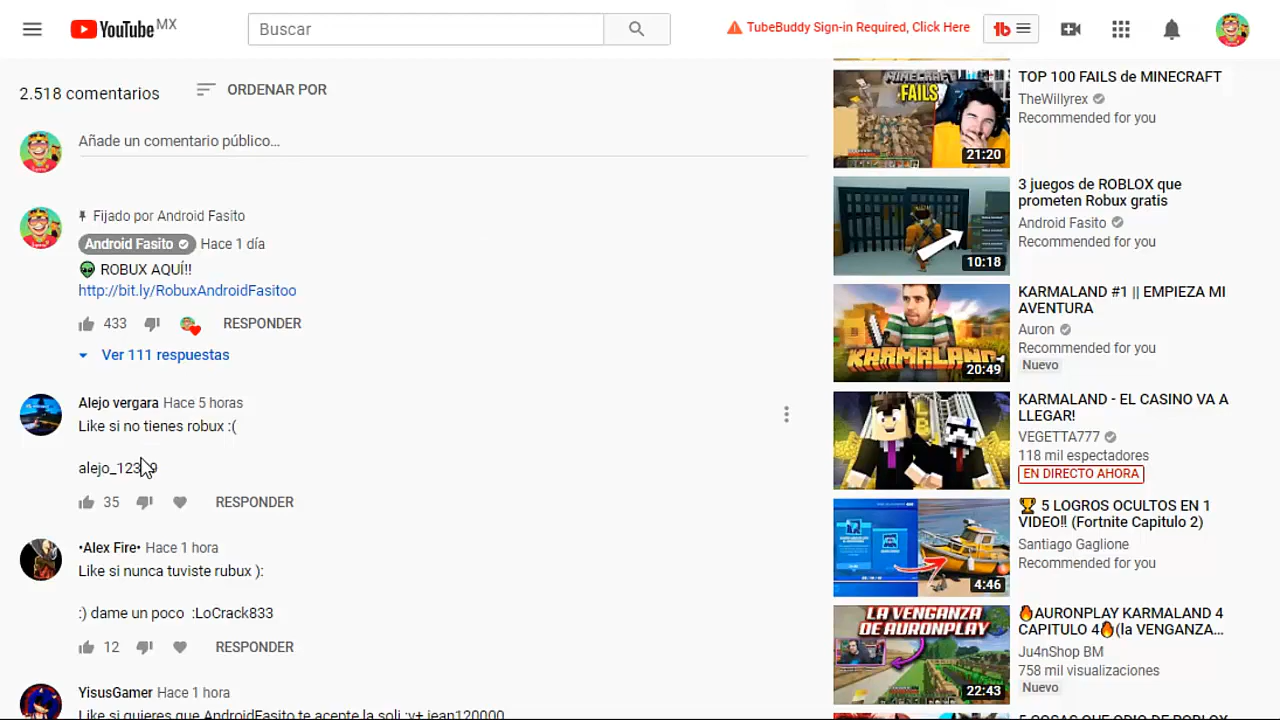 YouTube MX
Buscar
TubeBuddy Sign-in Required, Click Here
tb
2.518 comentarios
ORDENAR POR
Añade un comentario público...
Fijado por Android Fasito
Android Fasito Hace 1 día
👽 ROBUX AQUÍ!!
http://bit.ly/RobuxAndroidFasitoo
433 RESPONDER
Ver 111 respuestas
Alejo vergara Hace 5 horas
Like si no tienes robux :(
35 RESPONDER
•Alex Fire• Hace 1 hora
Like si nunca tuviste rubux ):
:) dame un poco :LoCrack833
12 RESPONDER
YisusGamer Hace 1 hora
Like si quieres que AndroidFasito te acepte la soli :v+ jean120000
MINECRAFT
FAILS
21:20
TOP 100 FAILS de MINECRAFT
TheWillyrex
Recommended for you
10:18
3 juegos de ROBLOX que
prometen Robux gratis
Android Fasito
Recommended for you
KARMALAND
20:49
KARMALAND #1 || EMPIEZA MI
AVENTURA
Auron
Recommended for you
Nuevo
KARMALAND - EL CASINO VA A
LLEGAR!
VEGETTA777
118 mil espectadores
EN DIRECTO AHORA
4:46
🏆 5 LOGROS OCULTOS EN 1
VIDEO!! (Fortnite Capitulo 2)
Santiago Gaglione
Recommended for you
LA VENGANZA
DE AURONPLAY
22:43
🔥AURONPLAY KARMALAND 4
CAPITULO 4🔥(la VENGANZA...
Ju4nShop BM
758 mil visualizaciones
Nuevo